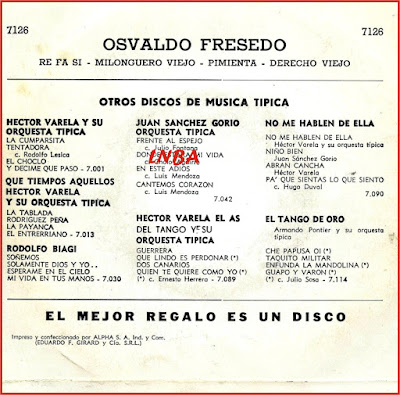 7126
7126
OSVALDO FRESEDO
RE FA SI - MILONGUERO VIEJO - PIMIENTA - DERECHO VIEJO
OTROS DISCOS DE MUSICA TIPICA
HECTOR VARELA Y SU
ORQUESTA TIPICA
LA CUMPARSITA
TENTADORA
c. Rodolfo Lesica
EL CHOCLO
Y DECIME QUE PASO - 7.001
QUE TIEMPOS AQUELLOS
HECTOR VARELA
Y SU ORQUESTA TIPICA
LA TABLADA
RODRIGUEZ PEÑA
LA PAYANCA
EL ENTRERRIANO - 7.013
RODOLFO BIAGI
SOÑEMOS
SOLAMENTE DIOS Y YO..
ESPERAME EN EL CIELO
MI VIDA EN TUS MANOS - 7.030
JUAN SANCHEZ GORIO
ORQUESTA TIPICA
FRENTE AL ESPEJO
c. Julio Fontana
MI VIDA
EN ESTE ADIOS
c. Luis Mendoza
CANTEMOS CORAZON
c. Luis Mendoza
7.042
LNBA
HECTOR VARELA EL AS
DEL TANGO Y SU
ORQUESTA TIPICA
GUERRERA
QUE LINDO ES PERDONAR (*)
DOS CANARIOS
QUIEN TE QUIERE COMO YO (*)
(*) c. Ernesto Herrera - 7.089
NO ME HABLEN DE ELLA
NO ME HABLEN DE ELLA
Héctor Varela y su orquesta típica
NIÑO BIEN
Juan Sánchez Gorio
ABRAN CANCHA
Héctor Varela
PA' QUE SIENTAS LO QUE SIENTO
c. Hugo Duval
7.090
EL TANGO DE ORO
Armando Pontier y su orquesta
típica
CHE PAPUSA OI (*)
TAQUITO MILITAR
ENFUNDA LA MANDOLINA (*)
GUAPO Y VARON (*)
(*) c. Julio Sosa - 7.114
EL MEJOR REGALO ES UN DISCO
Impreso y confeccionado por ALPHA S. A. Ind. y Com.
(EDUARDO F. GIRARD y Cía. S.R.L.)